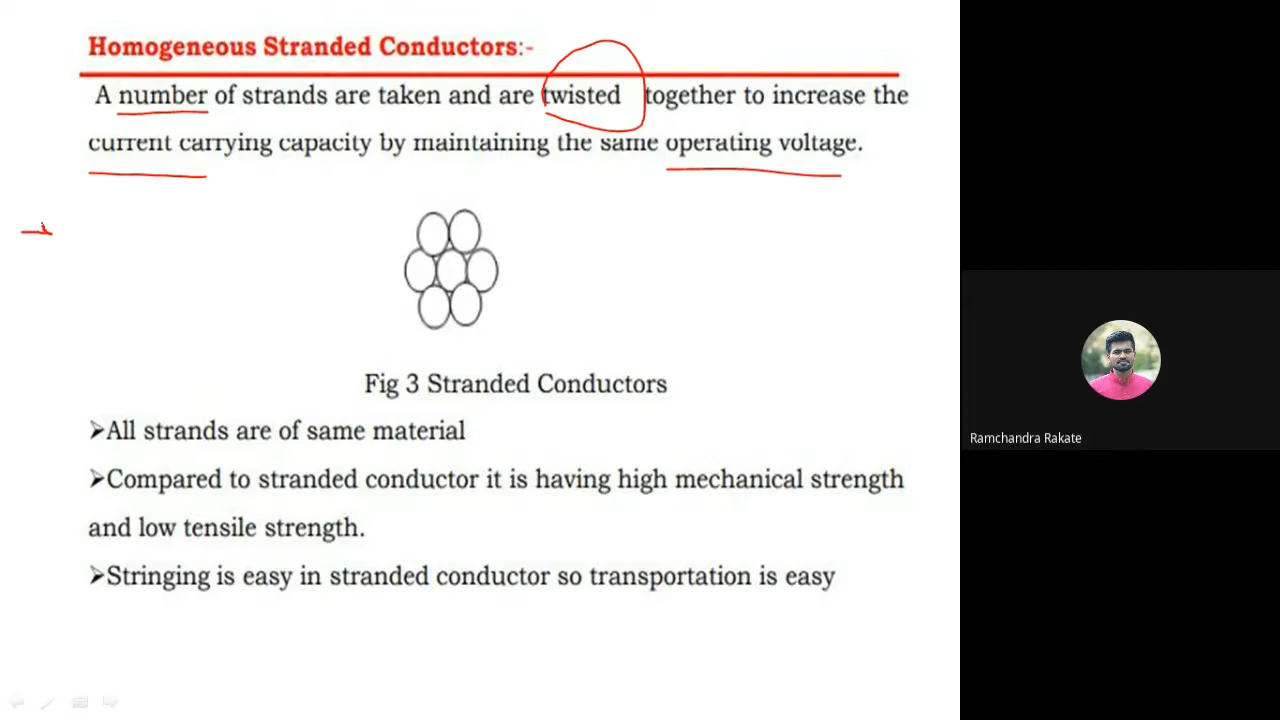 Homogeneous Stranded Conductors:-
A number of strands are taken and are twisted together to increase the
current carrying capacity by maintaining the same operating voltage.
Fig 3 Stranded Conductors
➢All strands are of same material
➢Compared to stranded conductor it is having high mechanical strength
and low tensile strength.
➢Stringing is easy in stranded conductor so transportation is easy
Ramchandra Rakate